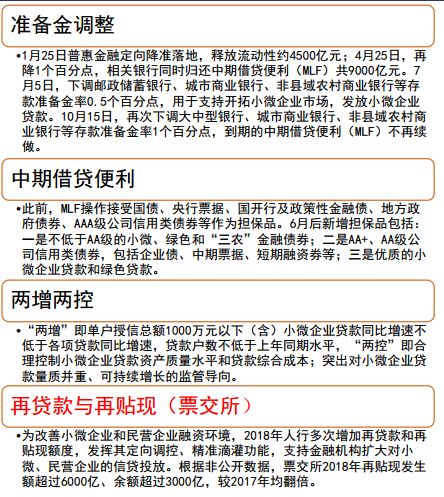 准备金调整
•1月25日普惠金融定向降准落地，释放流动性约4500亿元；4月25日，再
降1个百分点，相关银行同时归还中期借贷便利（MLF）共9000亿元。7
月5日，下调邮政储蓄银行、城市商业银行、非县域农村商业银行等存
款准备金率0.5个百分点，用于支持开拓小微企业市场，发放小微企业
贷款。10月15日，再次下调大中型银行、城市商业银行、非县域农村商
业银行等存款准备金率1个百分点，到期的中期借贷便利（MLF）不再续
做。
中期借贷便利
•此前，MLF操作接受国债、央行票据、国开行及政策性金融债、地方政
府债券、AAA级公司信用类债券等作为担保品。6月后新增担保品包括：
一是不低于AA级的小微、绿色和“三农”金融债券；二是AA+、AA级公
司信用类债券，包括企业债、中期票据、短期融资券等；三是优质的小
微企业贷款和绿色贷款。
两增两控
•“两增”即单户授信总额1000万元以下（含）小微企业贷款同比增速不
低于各项贷款同比增速，贷款户数不低于上年同期水平，“两控”即合
理控制小微企业贷款资产质量水平和贷款综合成本；突出对小微企业贷
款量质并重、可持续增长的监管导向。
再贷款与再贴现（票交所）
•为改善小微企业和民营企业融资环境，2018年人行多次增加再贷款和再
贴现额度，发挥其定向调控、精准滴灌功能，支持金融机构扩大对小
微、民营企业的信贷投放。根据非公开数据，票交所2018年再贴现发生
额超过6000亿、余额超过3000亿，较2017年均翻倍。